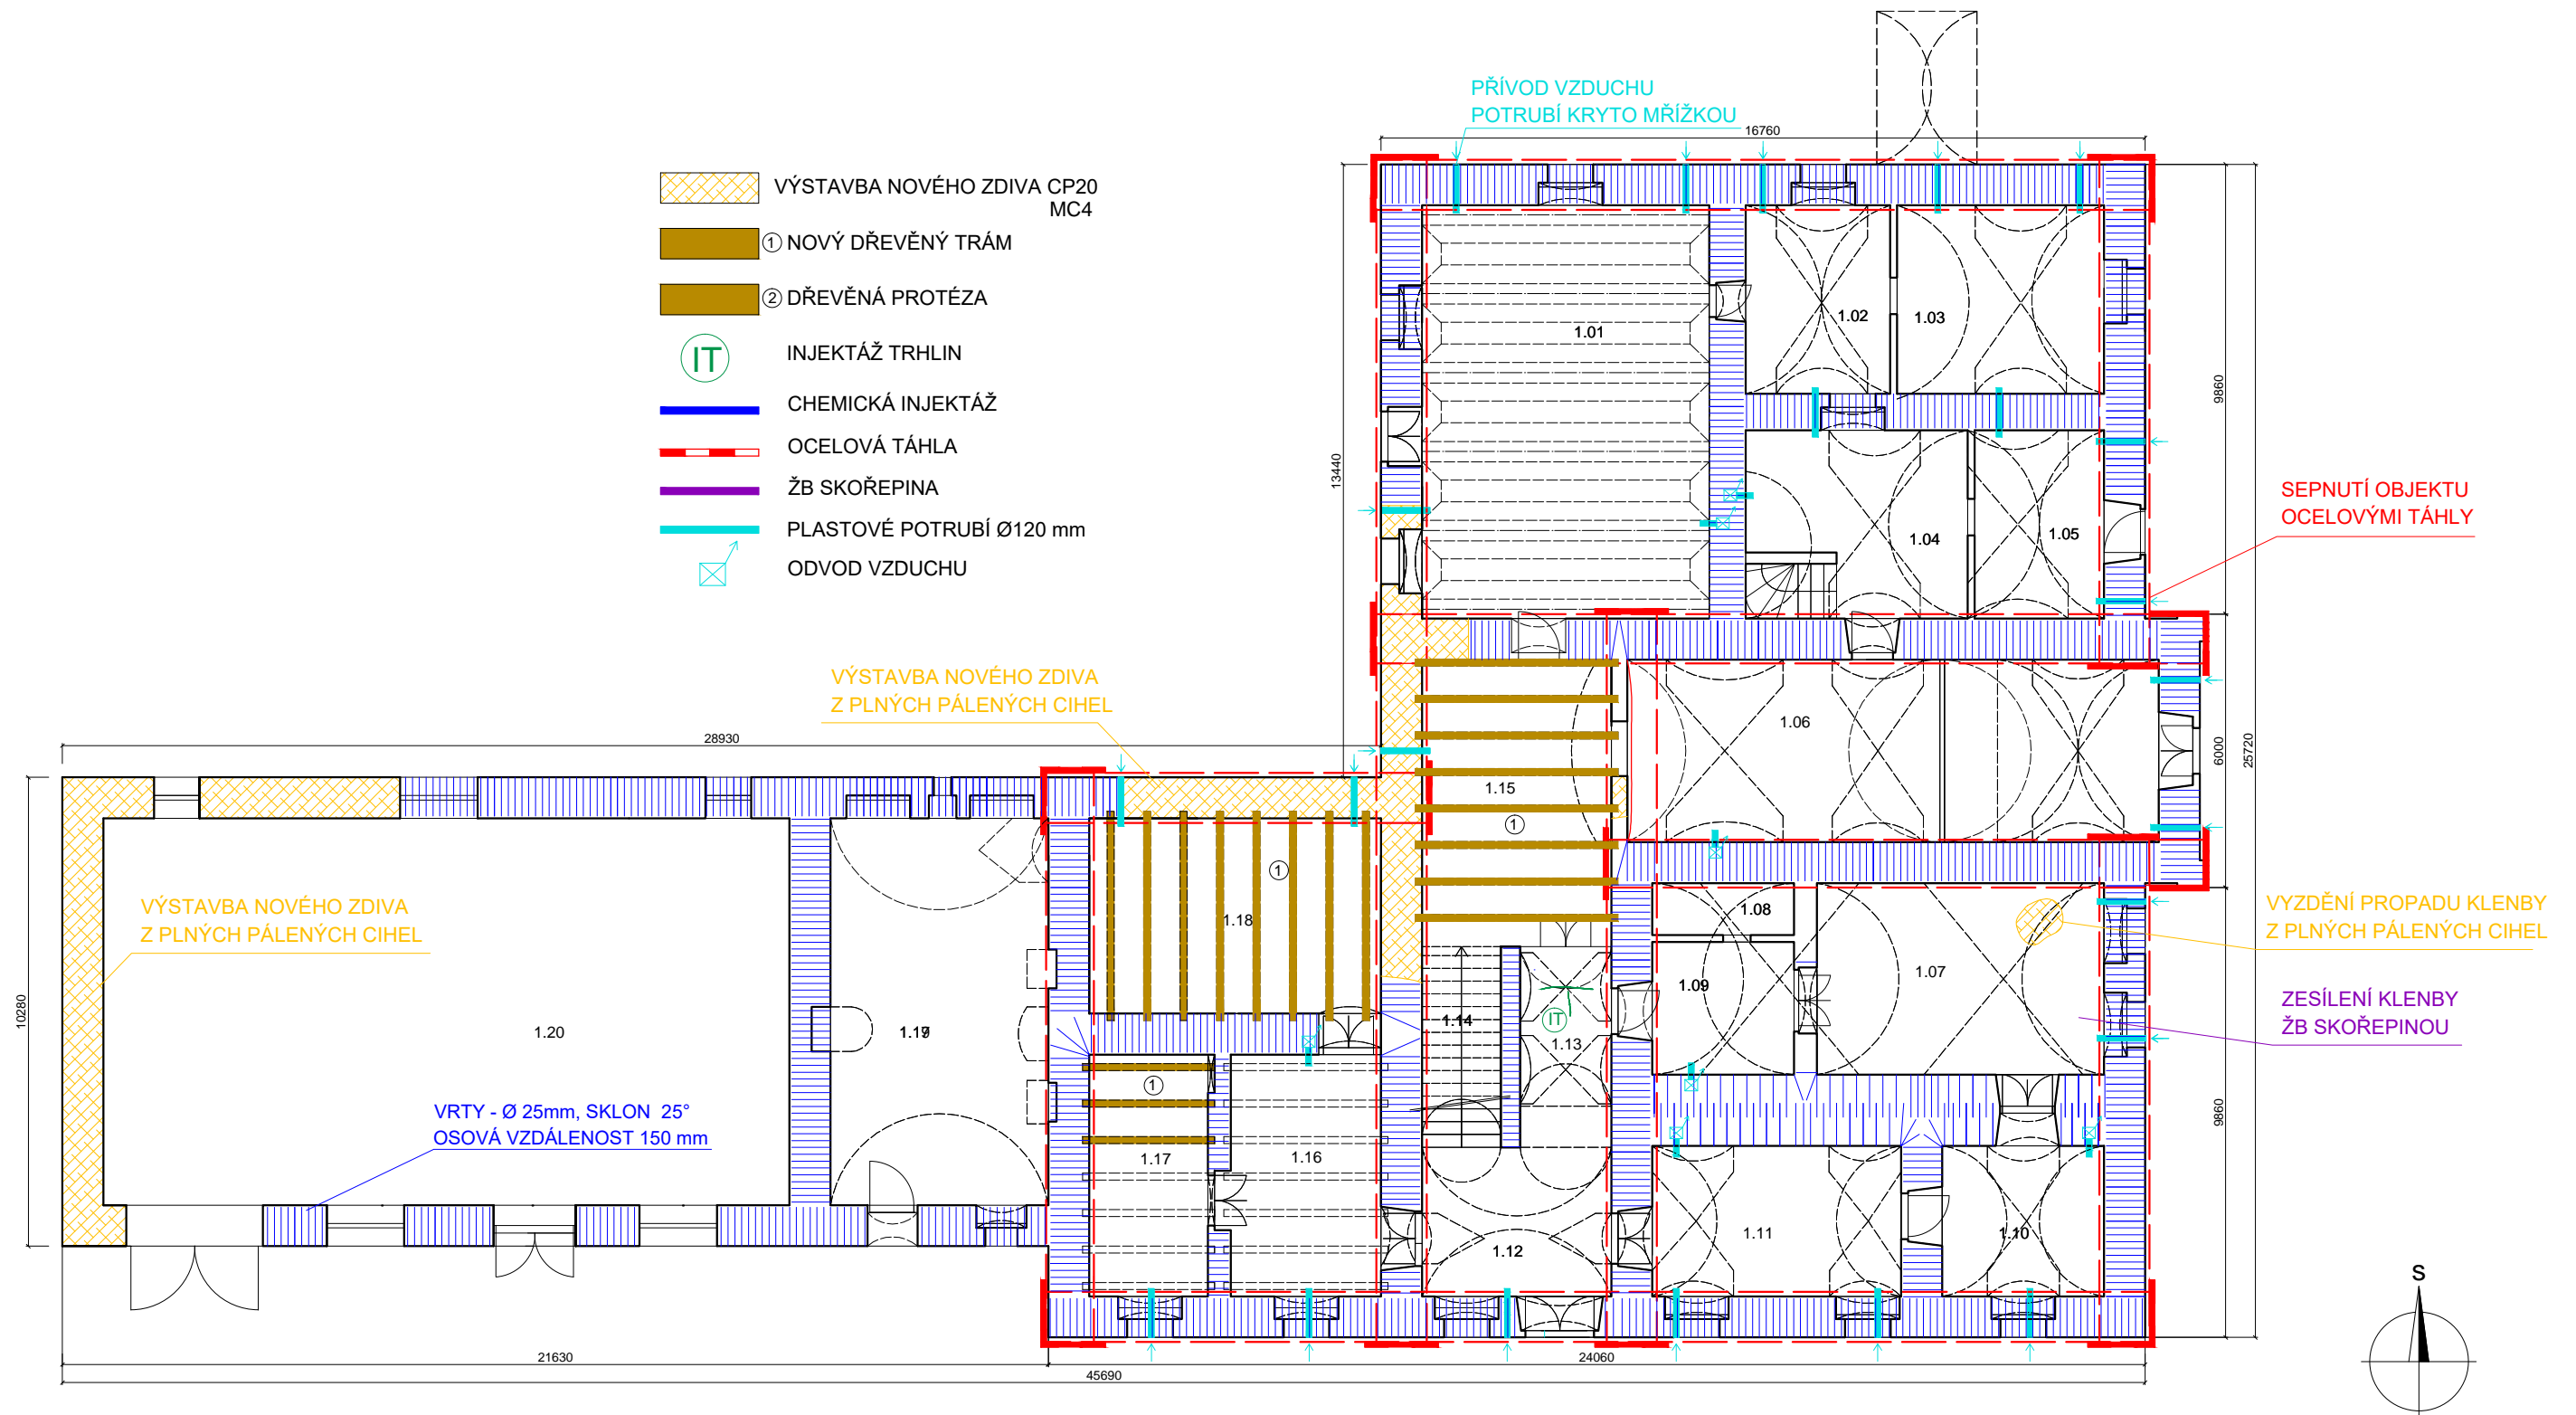 PŘÍVOD VZDUCHU
POTRUBÍ KRYTO MŘÍŽKOU
16760
VÝSTAVBA NOVÉHO ZDIVA CP20
MC4
1 NOVÝ DŘEVĚNÝ TRÁM
2 DŘEVĚNÁ PROTÉZA
IT INJEKTÁŽ TRHLIN
CHEMICKÁ INJEKTÁŽ
OCELOVÁ TÁHLA
ŽB SKOŘEPINA
PLASTOVÉ POTRUBÍ Ø120 mm
ODVOD VZDUCHU
1.01
1.02
1.03
9860
13440
SEPNUTÍ OBJEKTU
OCELOVÝMI TÁHLY
1.04
1.05
VÝSTAVBA NOVÉHO ZDIVA
Z PLNÝCH PÁLENÝCH CIHEL
28930
1.06
1.15
1
6000
25720
1
1.18
VÝSTAVBA NOVÉHO ZDIVA
Z PLNÝCH PÁLENÝCH CIHEL
1.08
1.07
1.09
VYZDĚNÍ PROPADU KLENBY
Z PLNÝCH PÁLENÝCH CIHEL
ZESÍLENÍ KLENBY
ŽB SKOŘEPINOU
10280
1.20
1.14
IT
1.13
1
VRTY - Ø 25mm, SKLON 25°
OSOVÁ VZDÁLENOST 150 mm
9860
1.17
1.16
1.12
1.11
1.10
S
21630
24060
45690